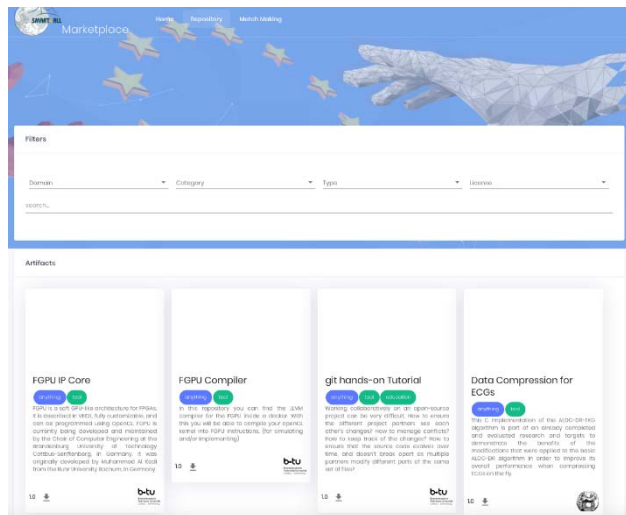 SMART4ALL
Marketplace
Home Repository Match Making
Filters
Domain Category Type License
search...
Artifacts
FGPU IP Core
anything tool
FGPU is a soft GPU-like architecture for FPGAs.
It is described in VHDL, fully customizable, and
can be programmed using OpenCL. FGPU is
currently being developed and maintained
by the Chair of Computer Engineering at the
Brandenburg University of Technology
Cottbus-Senftenberg, in Germany. It was
originally developed by Muhammed Al Kadi
from the Ruhr University Bochum, in Germany
1.0
b-tu
FGPU Compiler
anything tool
In this repository you can find the LLVM
compiler for the FGPU inside a docker. With
this you will be able to compile your OpenCL
kernel into FGPU instructions. (for simulating
and/or implementing)
1.0
b-tu
git hands-on Tutorial
anything tool education
Working collaboratively on an open-source
project can be very difficult. How to ensure
the different project partners see each
other's changes? How to manage conflicts?
How to keep track of the changes? How to
ensure that the source code evolves over
time, and doesn't break apart as multiple
partners modify different parts of the same
set of files?
1.0
b-tu
Data Compression for
ECGs
anything tool
This C implementation of the ALDC-ER-EKG
algorithm is part of an already completed
and evaluated research and targets to
demonstrate the benefits of the
modifications that were applied to the basic
ALDC-ER algorithm in order to improve its
overall performance when compressing
ECGs on the fly.
1.0